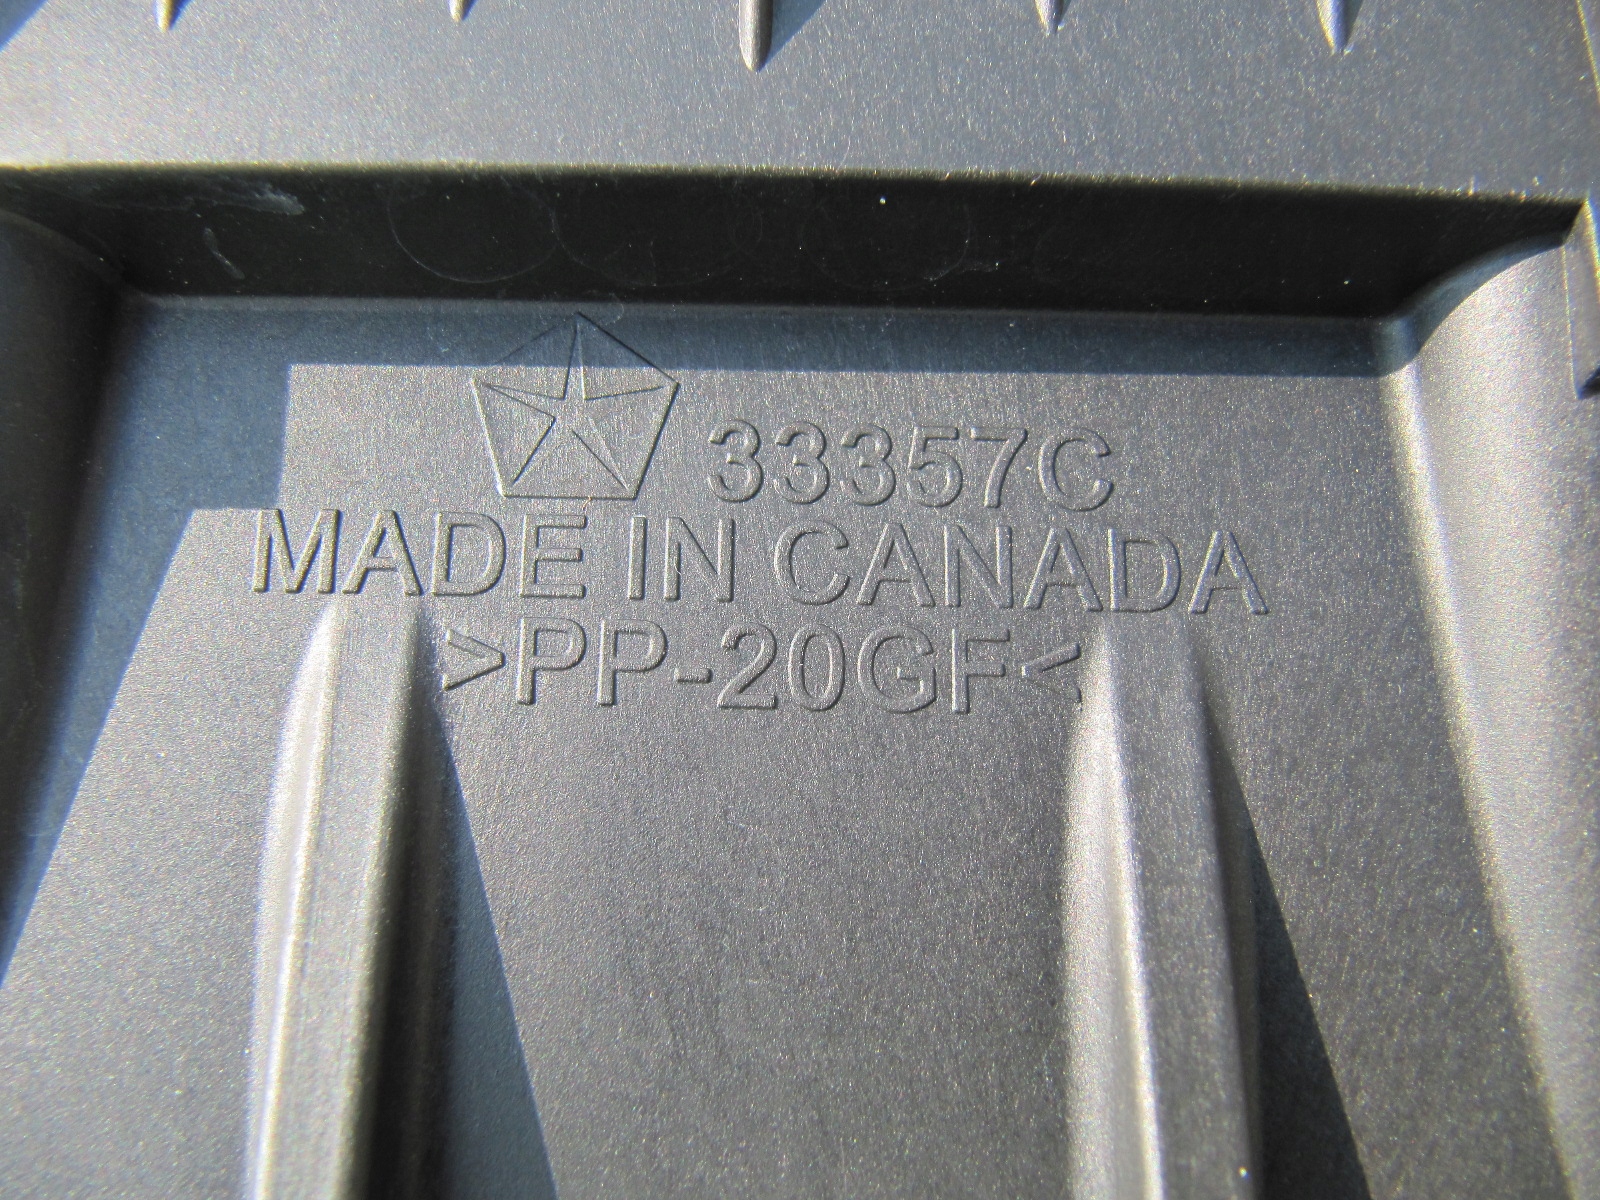 33357C
MADE IN CANADA
>PP-20GF<